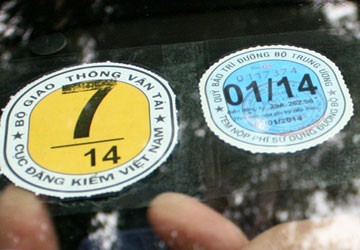 BỘ GIAO THÔNG VẬN TẢI
7
14
CỤC ĐĂNG KIỂM VIỆT NAM
QUỸ BẢO TRÌ ĐƯỜNG BỘ TRUNG ƯƠNG
0117374
01/14
01/2014
TEM NỘP PHÍ SỬ DỤNG ĐƯỜNG BỘ